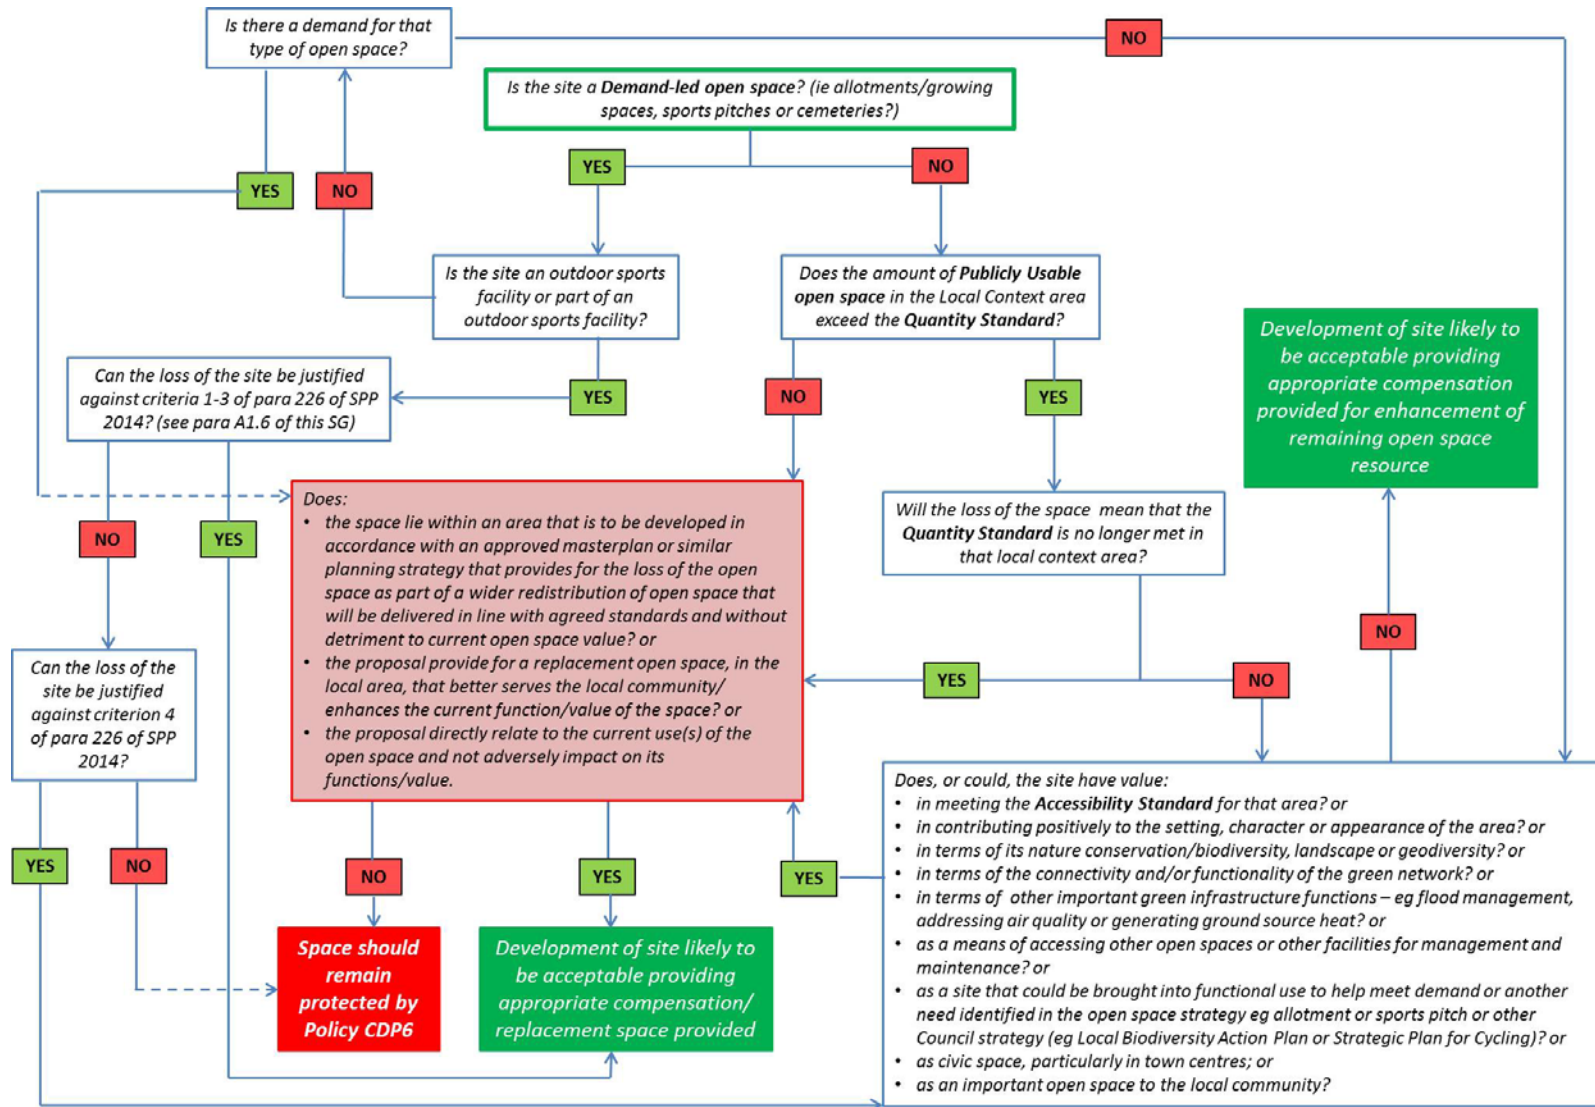 Is there a demand for that
type of open space?
NO
Is the site a Demand-led open space? (ie allotments/growing
spaces, sports pitches or cemeteries?)
YES
NO
YES
NO
Is the site an outdoor sports
facility or part of an
outdoor sports facility?
Does the amount of Publicly Usable
open space in the Local Context area
exceed the Quantity Standard?
Development of site likely to
be acceptable providing
appropriate compensation
provided for enhancement of
remaining open space
resource
Can the loss of the site be justified
against criteria 1-3 of para 226 of SPP
2014? (see para A1.6 of this SG)
YES
NO
YES
Does:
• the space lie within an area that is to be developed in
accordance with an approved masterplan or similar
planning strategy that provides for the loss of the open
space as part of a wider redistribution of open space that
will be delivered in line with agreed standards and without
detriment to current open space value? or
• the proposal provide for a replacement open space, in the
local area, that better serves the local community/
enhances the current function/value of the space? or
• the proposal directly relate to the current use(s) of the
open space and not adversely impact on its
functions/value.
Will the loss of the space mean that the
Quantity Standard is no longer met in
that local context area?
NO
YES
NO
Can the loss of the
site be justified
against criterion 4
of para 226 of SPP
2014?
YES
NO
Does, or could, the site have value:
• in meeting the Accessibility Standard for that area? or
• in contributing positively to the setting, character or appearance of the area? or
• in terms of its nature conservation/biodiversity, landscape or geodiversity? or
• in terms of the connectivity and/or functionality of the green network? or
• in terms of other important green infrastructure functions – eg flood management,
addressing air quality or generating ground source heat? or
• as a means of accessing other open spaces or other facilities for management and
maintenance? or
• as a site that could be brought into functional use to help meet demand or another
need identified in the open space strategy eg allotment or sports pitch or other
Council strategy (eg Local Biodiversity Action Plan or Strategic Plan for Cycling)? or
• as civic space, particularly in town centres; or
• as an important open space to the local community?
YES
NO
NO
YES
YES
Space should
remain
protected by
Policy CDP6
Development of site likely to
be acceptable providing
appropriate compensation/
replacement space provided